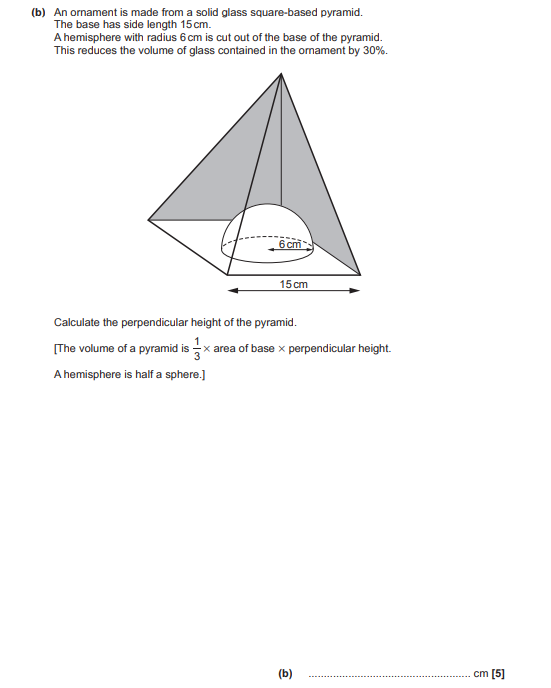 (b) An ornament is made from a solid glass square-based pyramid.
The base has side length 15 cm.
A hemisphere with radius 6 cm is cut out of the base of the pyramid.
This reduces the volume of glass contained in the ornament by 30%.
6 cm
15 cm
Calculate the perpendicular height of the pyramid.
[The volume of a pyramid is 1/3 × area of base × perpendicular height.
A hemisphere is half a sphere.]
(b) ...................................................... cm [5]